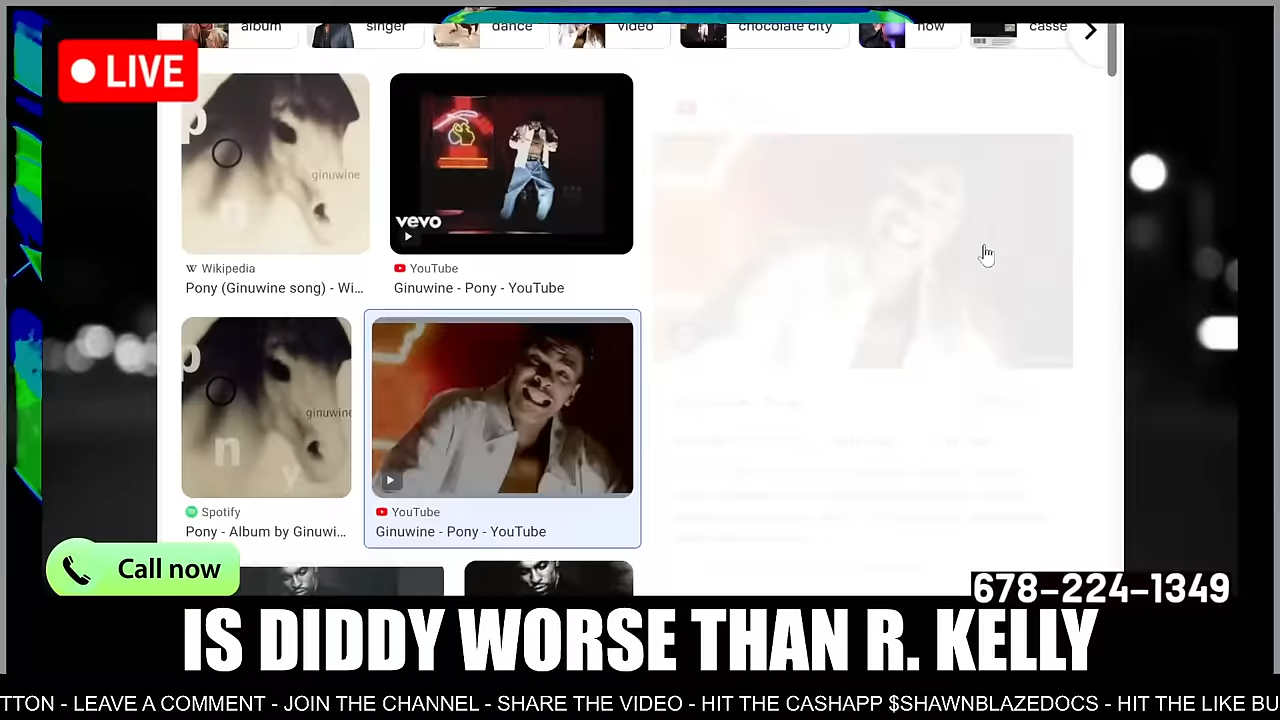 album singer dance video chocolate city now casse
LIVE
p
ginuwine
vevo
Wikipedia
YouTube
Pony (Ginuwine song) - Wi...
Ginuwine - Pony - YouTube
p
ginuwine
n
y
Spotify
YouTube
Pony - Album by Ginuwi...
Ginuwine - Pony - YouTube
Call now
678-224-1349
IS DIDDY WORSE THAN R. KELLY
TTON - LEAVE A COMMENT - JOIN THE CHANNEL - SHARE THE VIDEO - HIT THE CASHAPP $SHAWNBLAZEDOCS - HIT THE LIKE BU